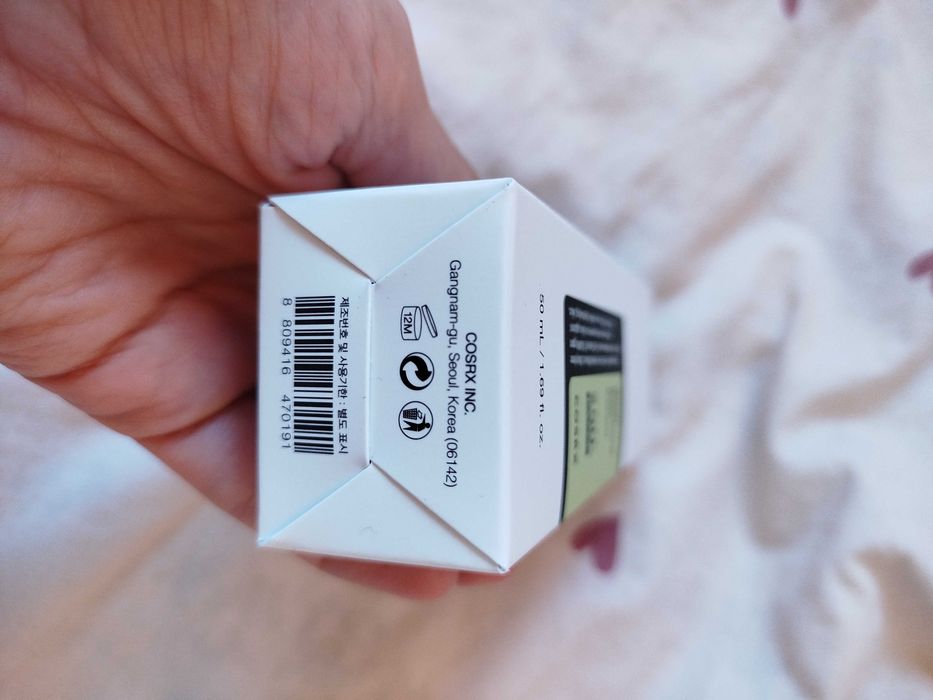 COSRX INC.
Gangnam-gu, Seoul, Korea (06142)
12M
제조번호 및 사용기한 : 별도 표시
8 809416 470191
50 mL / 1.69 fl. oz.
COSRX